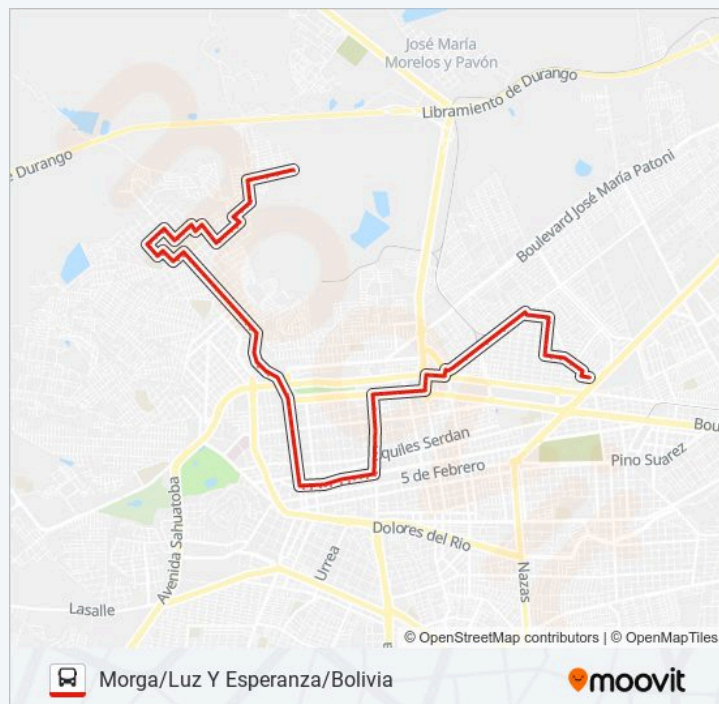 José María
Morelos y Pavón
Libramiento de Durango
e Durango
Boulevard José María Patoni
quiles Serdan
5 de Febrero
Bou
Pino Suarez
Avenida Sahuatoba
Dolores del Rio
Urrea
Nazas
Lasalle
© OpenStreetMap contributors | © OpenMapTiles
Morga/Luz Y Esperanza/Bolivia
moovit